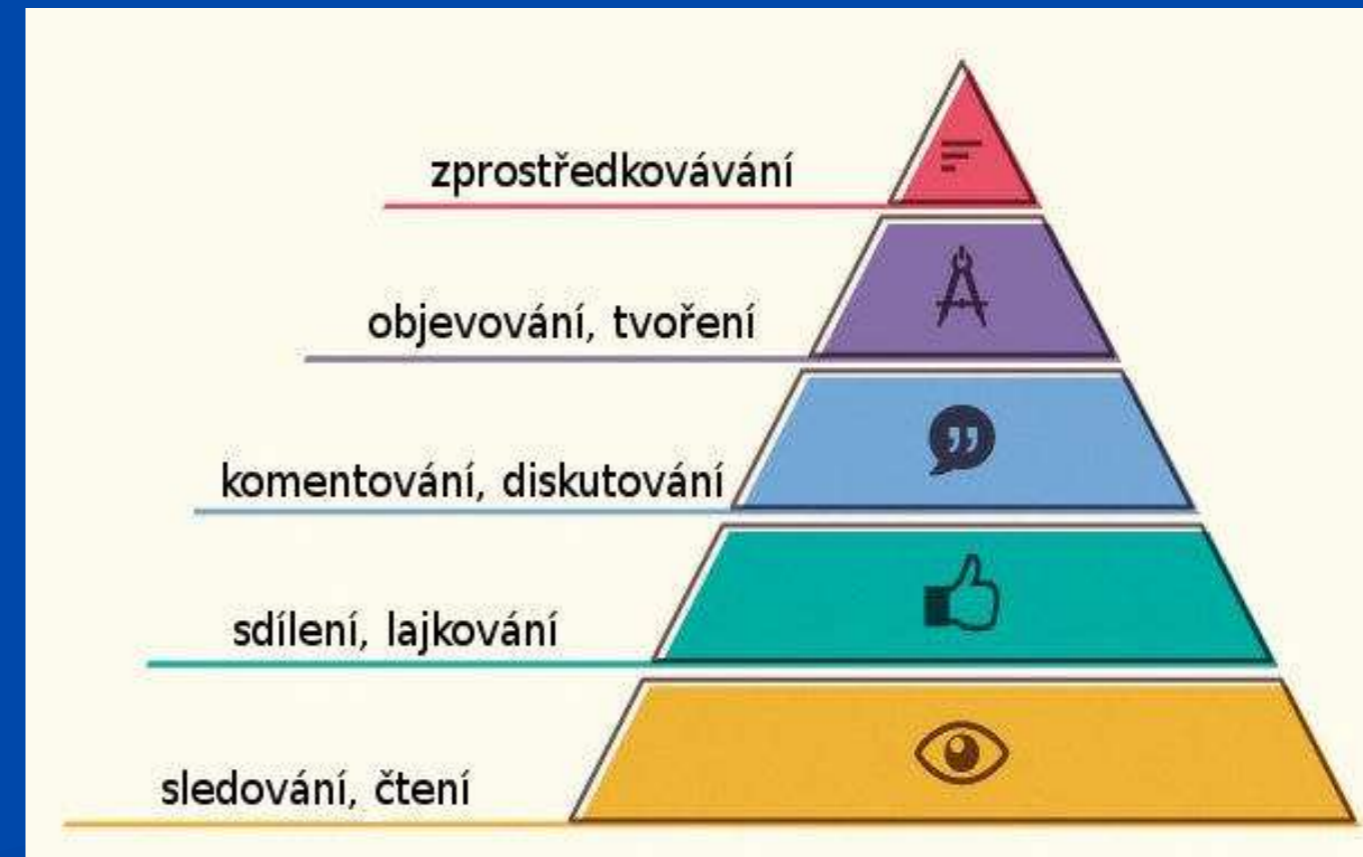 zprostředkovávání
objevování, tvoření
komentování, diskutování
sdílení, lajkování
sledování, čtení